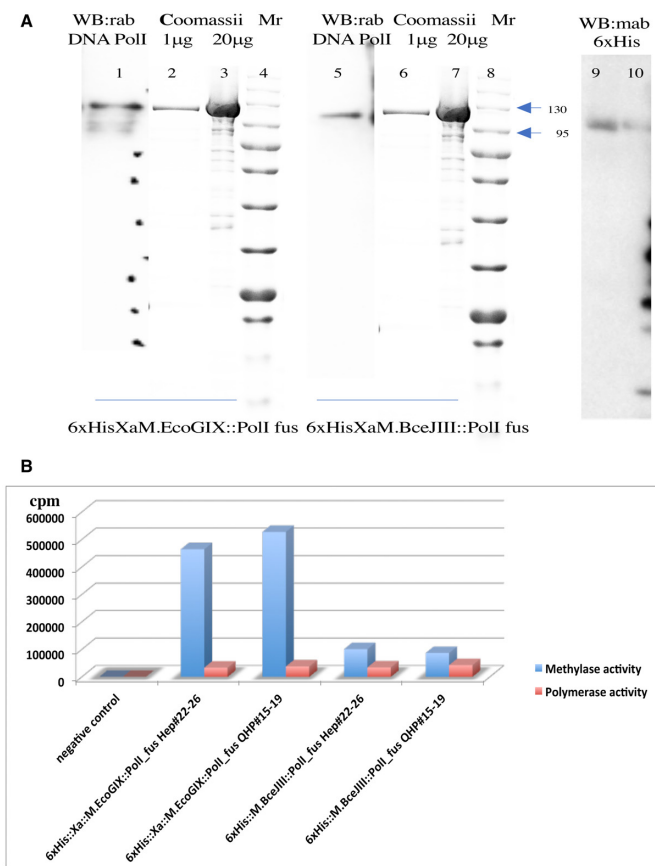 A
WB:rab Coomassii Mr
DNA PolI 1µg 20µg
WB:rab Coomassii Mr
DNA PolI 1µg 20µg
WB:mab
6xHis
1 2 3 4 5 6 7 8 9 10
130
95
6xHisXaM.EcoGIX::PolI fus 6xHisXaM.BceJIII::PolI fus
B
cpm
600000
500000
400000
300000
200000
100000
0
negative control
6xHis::Xa::M.EcoGIX::PolI_fus Hep#22-26
6xHis::Xa::M.EcoGIX::PolI_fus QHP#15-19
6xHis::M.BceJIII::PolI_fus Hep#22-26
6xHis::M.BceJIII::PolI_fus QHP#15-19
Methylase activity
Polymerase activity